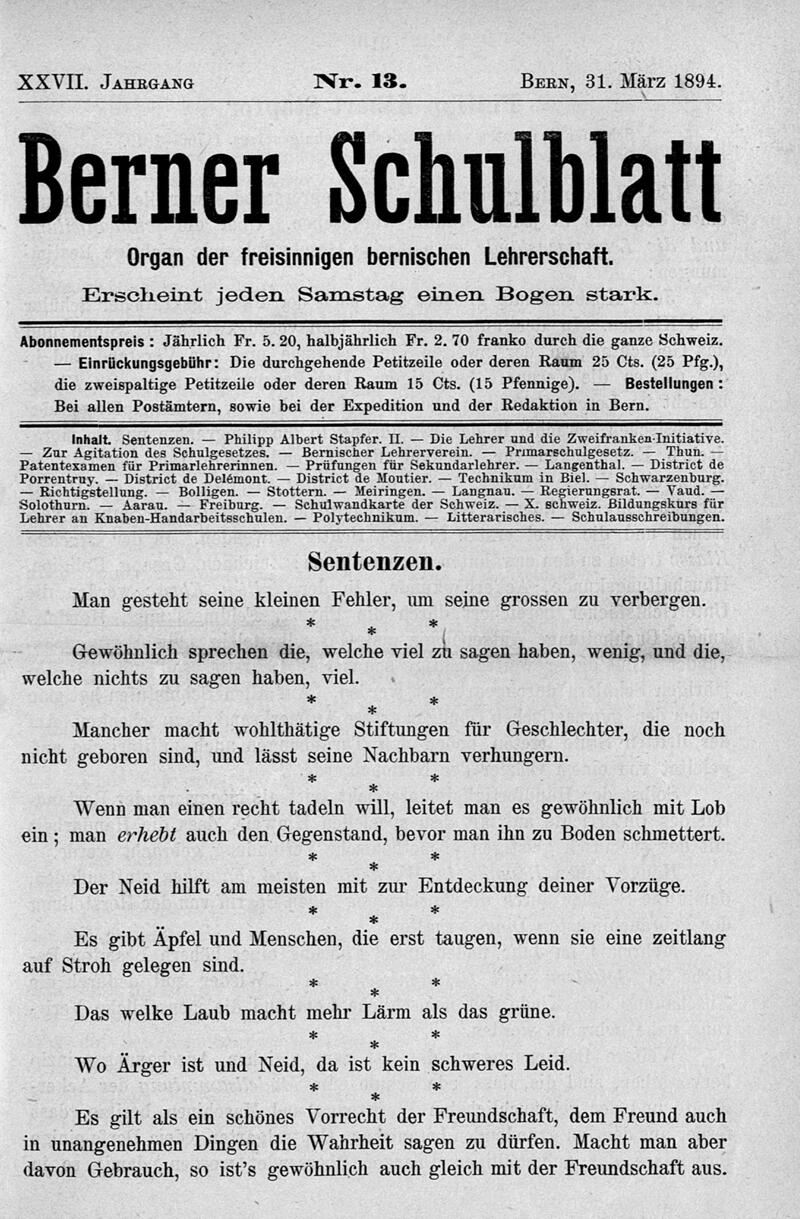 XXVII. Jahrgang Nr. 13. Bern, 31. März 1894.
Berner Schulblatt
Organ der freisinnigen bernischen Lehrerschaft.
Erscheint jeden Samstag einen Bogen stark.
Abonnementspreis: Jährlich Fr. 5. 20, halbjährlich Fr. 2. 70 franko durch die ganze Schweiz.
— Einrückungsgebühr: Die durchgehende Petitzeile oder deren Raum 25 Cts. (25 Pfg.),
die zweispaltige Petitzeile oder deren Raum 15 Cts. (15 Pfennige). — Bestellungen:
Bei allen Postämtern, sowie bei der Expedition und der Redaktion in Bern.
Inhalt. Sentenzen. — Philipp Albert Stapfer. II. — Die Lehrer und die Zweifranken-Initiative.
— Zur Agitation des Schulgesetzes. — Bernischer Lehrerverein. — Primarschulgesetz. — Thun. —
Patentexamen für Primarlehrerinnen. — Prüfungen für Sekundarlehrer. — Langenthal. — District de
Porrentruy. — District de Delémont. — District de Moutier. — Technikum in Biel. — Schwarzenburg.
— Richtigstellung. — Bolligen. — Stottern. — Meiringen. — Langnau. — Regierungsrat. — Vaud. —
Solothurn. — Aarau. — Freiburg. — Schulwandkarte der Schweiz. — X. schweiz. Bildungskurs für
Lehrer an Knaben-Handarbeitsschulen. — Polytechnikum. — Litterarisches. — Schulausschreibungen.
Sentenzen.
Man gesteht seine kleinen Fehler, um seine grossen zu verbergen.
* * *
Gewöhnlich sprechen die, welche viel zu sagen haben, wenig, und die,
welche nichts zu sagen haben, viel.
* * *
Mancher macht wohlthätige Stiftungen für Geschlechter, die noch
nicht geboren sind, und lässt seine Nachbarn verhungern.
* * *
Wenn man einen recht tadeln will, leitet man es gewöhnlich mit Lob
ein; man erhebt auch den Gegenstand, bevor man ihn zu Boden schmettert.
* * *
Der Neid hilft am meisten mit zur Entdeckung deiner Vorzüge.
* * *
Es gibt Äpfel und Menschen, die erst taugen, wenn sie eine zeitlang
auf Stroh gelegen sind.
* * *
Das welke Laub macht mehr Lärm als das grüne.
* * *
Wo Ärger ist und Neid, da ist kein schweres Leid.
* * *
Es gilt als ein schönes Vorrecht der Freundschaft, dem Freund auch
in unangenehmen Dingen die Wahrheit sagen zu dürfen. Macht man aber
davon Gebrauch, so ist's gewöhnlich auch gleich mit der Freundschaft aus.